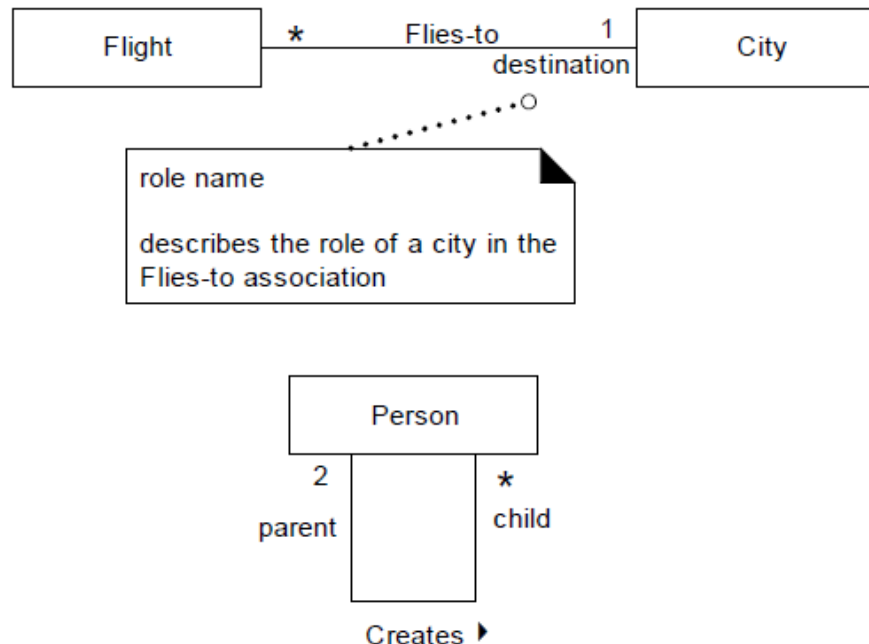 Flight
*
Flies-to
1
City
destination
role name
describes the role of a city in the
Flies-to association
Person
2
*
parent
child
Creates